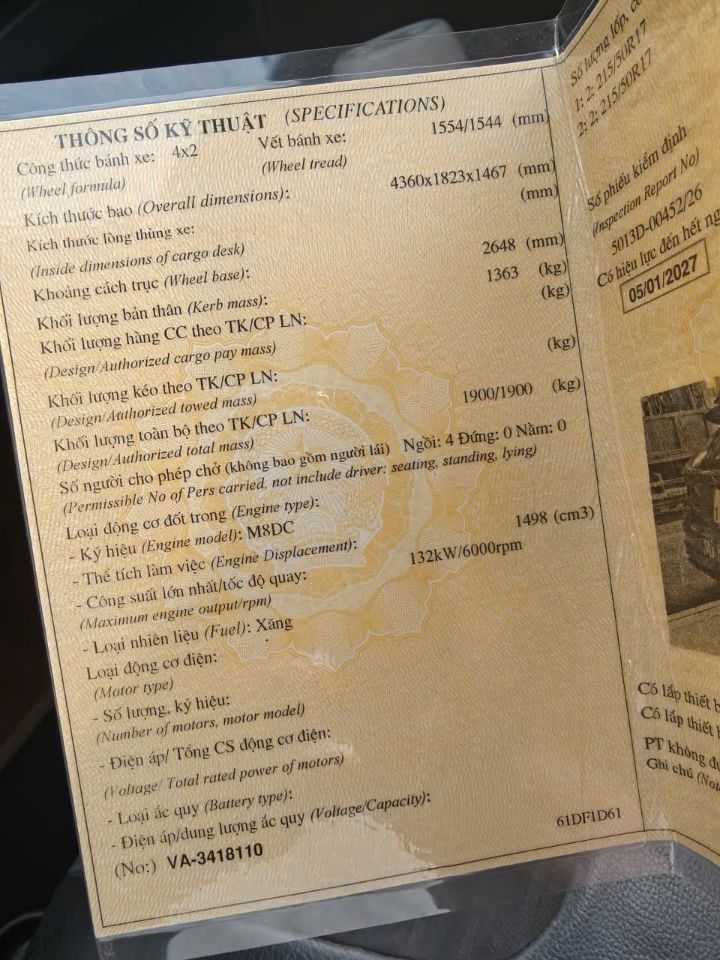 THÔNG SỐ KỸ THUẬT (SPECIFICATIONS)
Công thức bánh xe: 4x2 Vết bánh xe: 1554/1544 (mm)
(Wheel formula) (Wheel tread)
Kích thước bao (Overall dimensions): 4360x1823x1467 (mm)
Kích thước lòng thùng xe: (mm)
(Inside dimensions of cargo desk)
Khoảng cách trục (Wheel base): 2648 (mm)
Khối lượng bản thân (Kerb mass): 1363 (kg)
Khối lượng hàng CC theo TK/CP LN: (kg)
(Design/Authorized cargo pay mass)
Khối lượng kéo theo TK/CP LN: (kg)
(Design/Authorized towed mass)
Khối lượng toàn bộ theo TK/CP LN: 1900/1900 (kg)
(Design/Authorized total mass)
Số người cho phép chở (không bao gồm người lái) Ngồi: 4 Đứng: 0 Nằm: 0
(Permissible No of Pers carried, not include driver: seating, standing, lying)
Loại động cơ đốt trong (Engine type):
- Ký hiệu (Engine model): M8DC
- Thể tích làm việc (Engine Displacement): 1498 (cm3)
- Công suất lớn nhất/tốc độ quay: 132kW/6000rpm
(Maximum engine output/rpm)
- Loại nhiên liệu (Fuel): Xăng
Loại động cơ điện:
(Motor type)
- Số lượng, ký hiệu:
(Number of motors, motor model)
- Điện áp/ Tổng CS động cơ điện:
(Voltage/ Total rated power of motors)
- Loại ắc quy (Battery type):
- Điện áp/dung lượng ắc quy (Voltage/Capacity):
(No:) VA-3418110 61DF1D61
Số lượng lốp, c
1: 2; 215/50R17
2: 2; 215/50R17
Số phiếu kiểm định
(Inspection Report No)
5013D-00452/26
Có hiệu lực đến hết ng
05/01/2027
Có lắp thiết b
Có lắp thiết b
PT không đ
Ghi chú (No